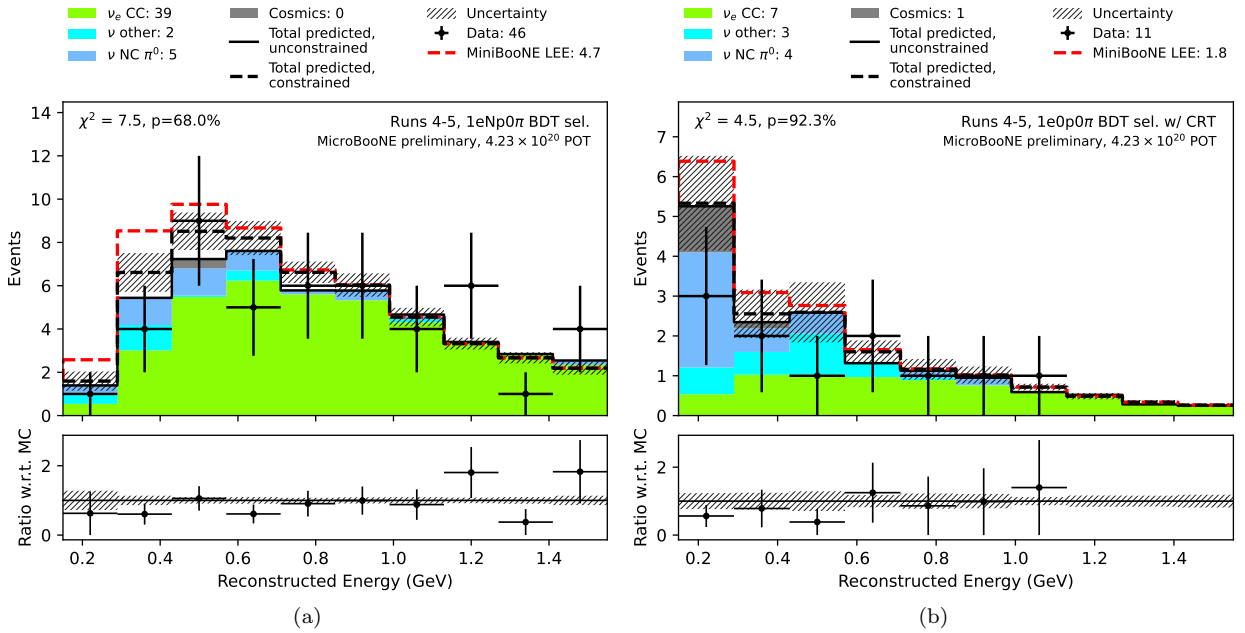 ν_e CC: 39
ν other: 2
ν NC π⁰: 5
Cosmics: 0
Total predicted,
unconstrained
Total predicted,
constrained
Uncertainty
Data: 46
MiniBooNE LEE: 4.7
χ² = 7.5, p=68.0%
Runs 4-5, 1eNp0π BDT sel.
MicroBooNE preliminary, 4.23 × 10²⁰ POT
Events
14
12
10
8
6
4
2
0
Ratio w.r.t. MC
2
0
0.2 0.4 0.6 0.8 1.0 1.2 1.4
Reconstructed Energy (GeV)
(a)
ν_e CC: 7
ν other: 3
ν NC π⁰: 4
Cosmics: 1
Total predicted,
unconstrained
Total predicted,
constrained
Uncertainty
Data: 11
MiniBooNE LEE: 1.8
χ² = 4.5, p=92.3%
Runs 4-5, 1e0p0π BDT sel. w/ CRT
MicroBooNE preliminary, 4.23 × 10²⁰ POT
Events
7
6
5
4
3
2
1
0
Ratio w.r.t. MC
2
0
0.2 0.4 0.6 0.8 1.0 1.2 1.4
Reconstructed Energy (GeV)
(b)